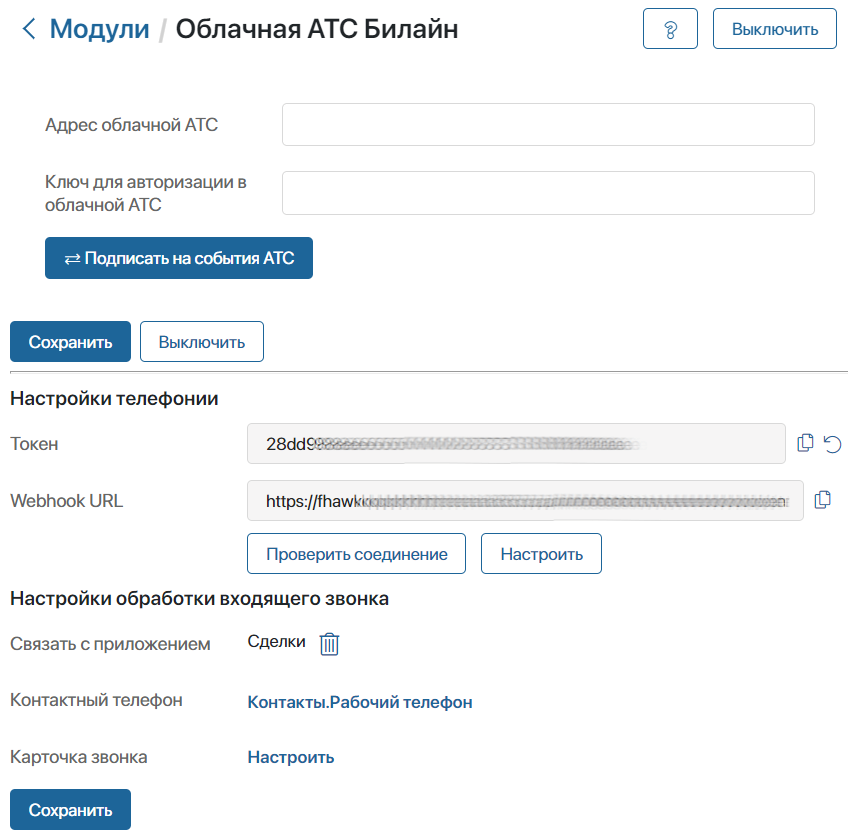 Модули / Облачная АТС Билайн
?
Выключить
Адрес облачной АТС
Ключ для авторизации в
облачной АТС
⇄ Подписать на события АТС
Сохранить
Выключить
Настройки телефонии
Токен
28dd9
Webhook URL
https://fhawk
Проверить соединение
Настроить
Настройки обработки входящего звонка
Связать с приложением
Сделки
Контактный телефон
Контакты.Рабочий телефон
Карточка звонка
Настроить
Сохранить